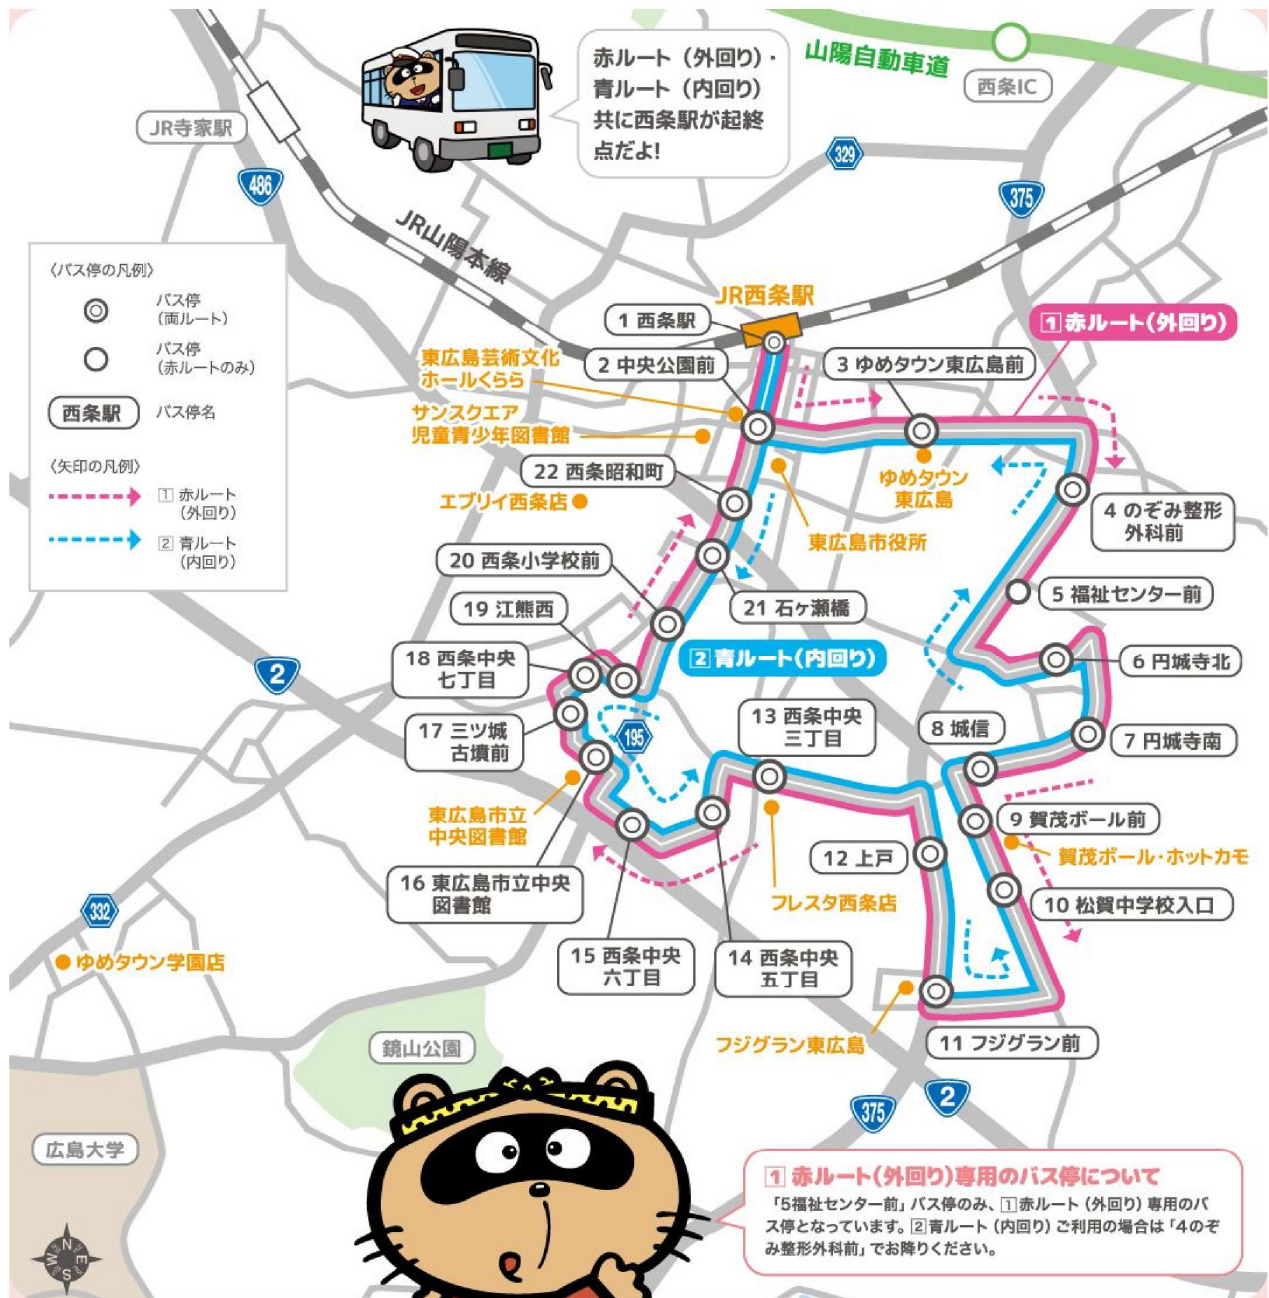 赤ルート（外回り）・
青ルート（内回り）
共に西条駅が起終
点だよ！
山陽自動車道
西条IC
JR寺家駅
329
486
375
JR山陽本線
〈バス停の凡例〉
バス停
（両ルート）
バス停
（赤ルートのみ）
西条駅 バス停名
〈矢印の凡例〉
1 赤ルート
（外回り）
2 青ルート
（内回り）
JR西条駅
1 西条駅
1 赤ルート（外回り）
東広島芸術文化
ホールくらら
2 中央公園前
3 ゆめタウン東広島前
サンスクエア
児童青少年図書館
22 西条昭和町
ゆめタウン
東広島
エブリイ西条店
4 のぞみ整形
外科前
東広島市役所
20 西条小学校前
19 江熊西
21 石ヶ瀬橋
5 福祉センター前
18 西条中央
七丁目
2 青ルート（内回り）
6 円城寺北
2
17 三ツ城
古墳前
195
13 西条中央
三丁目
8 城信
7 円城寺南
東広島市立
中央図書館
9 賀茂ボール前
12 上戸
賀茂ボール・ホットカモ
16 東広島市立中央
図書館
フレスタ西条店
10 松賀中学校入口
332
15 西条中央
六丁目
14 西条中央
五丁目
ゆめタウン学園店
フジグラン東広島
11 フジグラン前
鏡山公園
375
2
広島大学
1 赤ルート（外回り）専用のバス停について
「5福祉センター前」バス停のみ、1赤ルート（外回り）専用のバ
ス停となっています。2青ルート（内回り）ご利用の場合は「4のぞ
み整形外科前」でお降りください。
N
W E
S